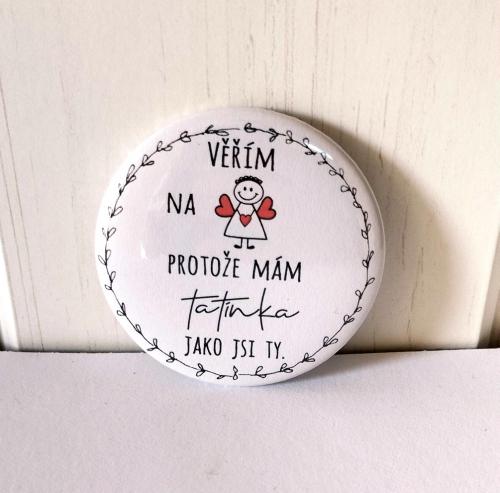 VĚŘÍM
NA
PROTOŽE MÁM
tatínka
JAKO JSI TY.